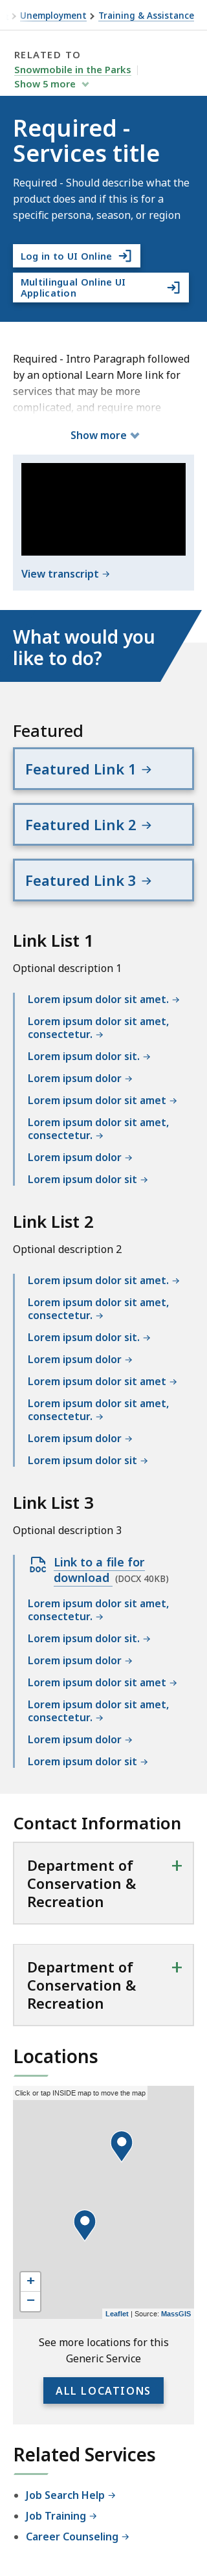 Unemployment
Training & Assistance
RELATED TO
Snowmobile in the Parks
Show 5 more
Required -
Services title
Required - Should describe what the
product does and if this is for a
specific persona, season, or region
Log in to UI Online
Multilingual Online UI
Application
Required - Intro Paragraph followed
by an optional Learn More link for
services that may be more
complicated, and require more
Show more
View transcript →
What would you
like to do?
Featured
Featured Link 1 →
Featured Link 2 →
Featured Link 3 →
Link List 1
Optional description 1
Lorem ipsum dolor sit amet. →
Lorem ipsum dolor sit amet,
consectetur. →
Lorem ipsum dolor sit. →
Lorem ipsum dolor →
Lorem ipsum dolor sit amet →
Lorem ipsum dolor sit amet,
consectetur. →
Lorem ipsum dolor →
Lorem ipsum dolor sit →
Link List 2
Optional description 2
Lorem ipsum dolor sit amet. →
Lorem ipsum dolor sit amet,
consectetur. →
Lorem ipsum dolor sit. →
Lorem ipsum dolor →
Lorem ipsum dolor sit amet →
Lorem ipsum dolor sit amet,
consectetur. →
Lorem ipsum dolor →
Lorem ipsum dolor sit →
Link List 3
Optional description 3
DOC Link to a file for
download (DOCX 40KB)
Lorem ipsum dolor sit amet,
consectetur. →
Lorem ipsum dolor sit. →
Lorem ipsum dolor →
Lorem ipsum dolor sit amet →
Lorem ipsum dolor sit amet,
consectetur. →
Lorem ipsum dolor →
Lorem ipsum dolor sit →
Contact Information
Department of
Conservation &
Recreation
+
Department of
Conservation &
Recreation
+
Locations
Click or tap INSIDE map to move the map
+
−
Leaflet | Source: MassGIS
See more locations for this
Generic Service
ALL LOCATIONS
Related Services
Job Search Help →
Job Training →
Career Counseling →